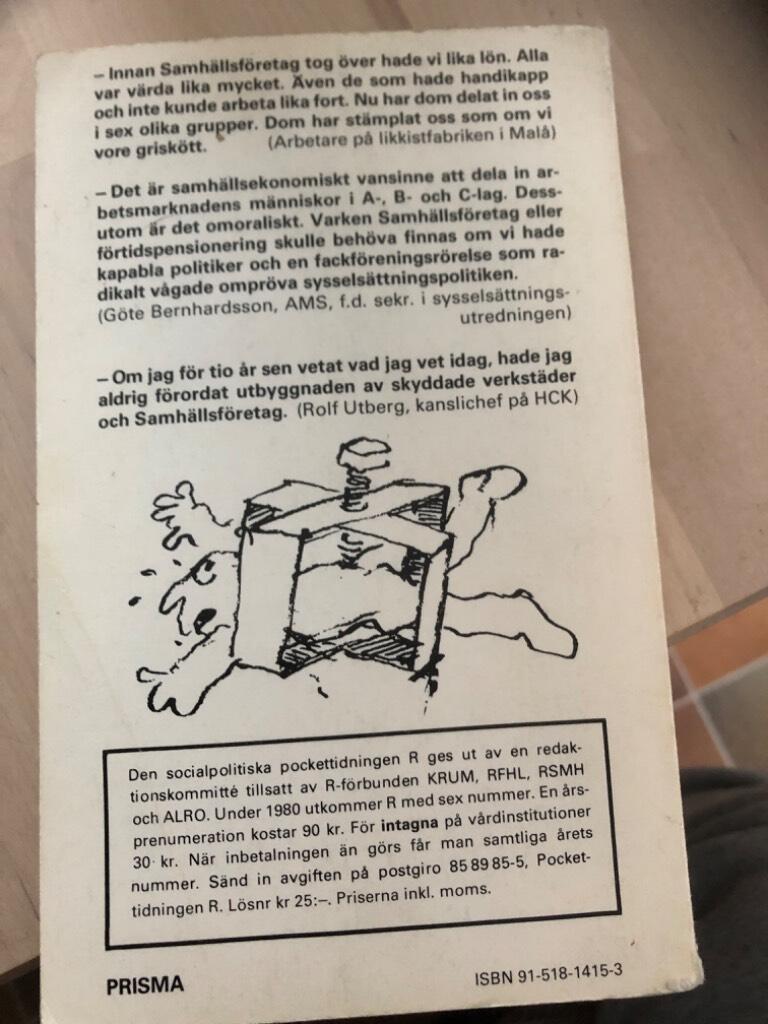 – Innan Samhällsföretag tog över hade vi lika lön. Alla
var värda lika mycket. Även de som hade handikapp
och inte kunde arbeta lika fort. Nu har dom delat in oss
i sex olika grupper. Dom har stämplat oss som om vi
vore griskött. (Arbetare på likkistfabriken i Malå)
– Det är samhällsekonomiskt vansinne att dela in ar-
betsmarknadens människor i A-, B- och C-lag. Dess-
utom är det omoraliskt. Varken Samhällsföretag eller
förtidspensionering skulle behöva finnas om vi hade
kapabla politiker och en fackföreningsrörelse som ra-
dikalt vågade ompröva sysselsättningspolitiken.
(Göte Bernhardsson, AMS, f.d. sekr. i sysselsättnings-
utredningen)
– Om jag för tio år sen vetat vad jag vet idag, hade jag
aldrig förordat utbyggnaden av skyddade verkstäder
och Samhällsföretag. (Rolf Utberg, kanslichef på HCK)
Den socialpolitiska pockettidningen R ges ut av en redak-
tionskommitté tillsatt av R-förbunden KRUM, RFHL, RSMH
och ALRO. Under 1980 utkommer R med sex nummer. En års-
prenumeration kostar 90 kr. För intagna på vårdinstitutioner
30 kr. När inbetalningen än görs får man samtliga årets
nummer. Sänd in avgiften på postgiro 85 89 85-5, Pocket-
tidningen R. Lösnr kr 25:–. Priserna inkl. moms.
PRISMA
ISBN 91-518-1415-3